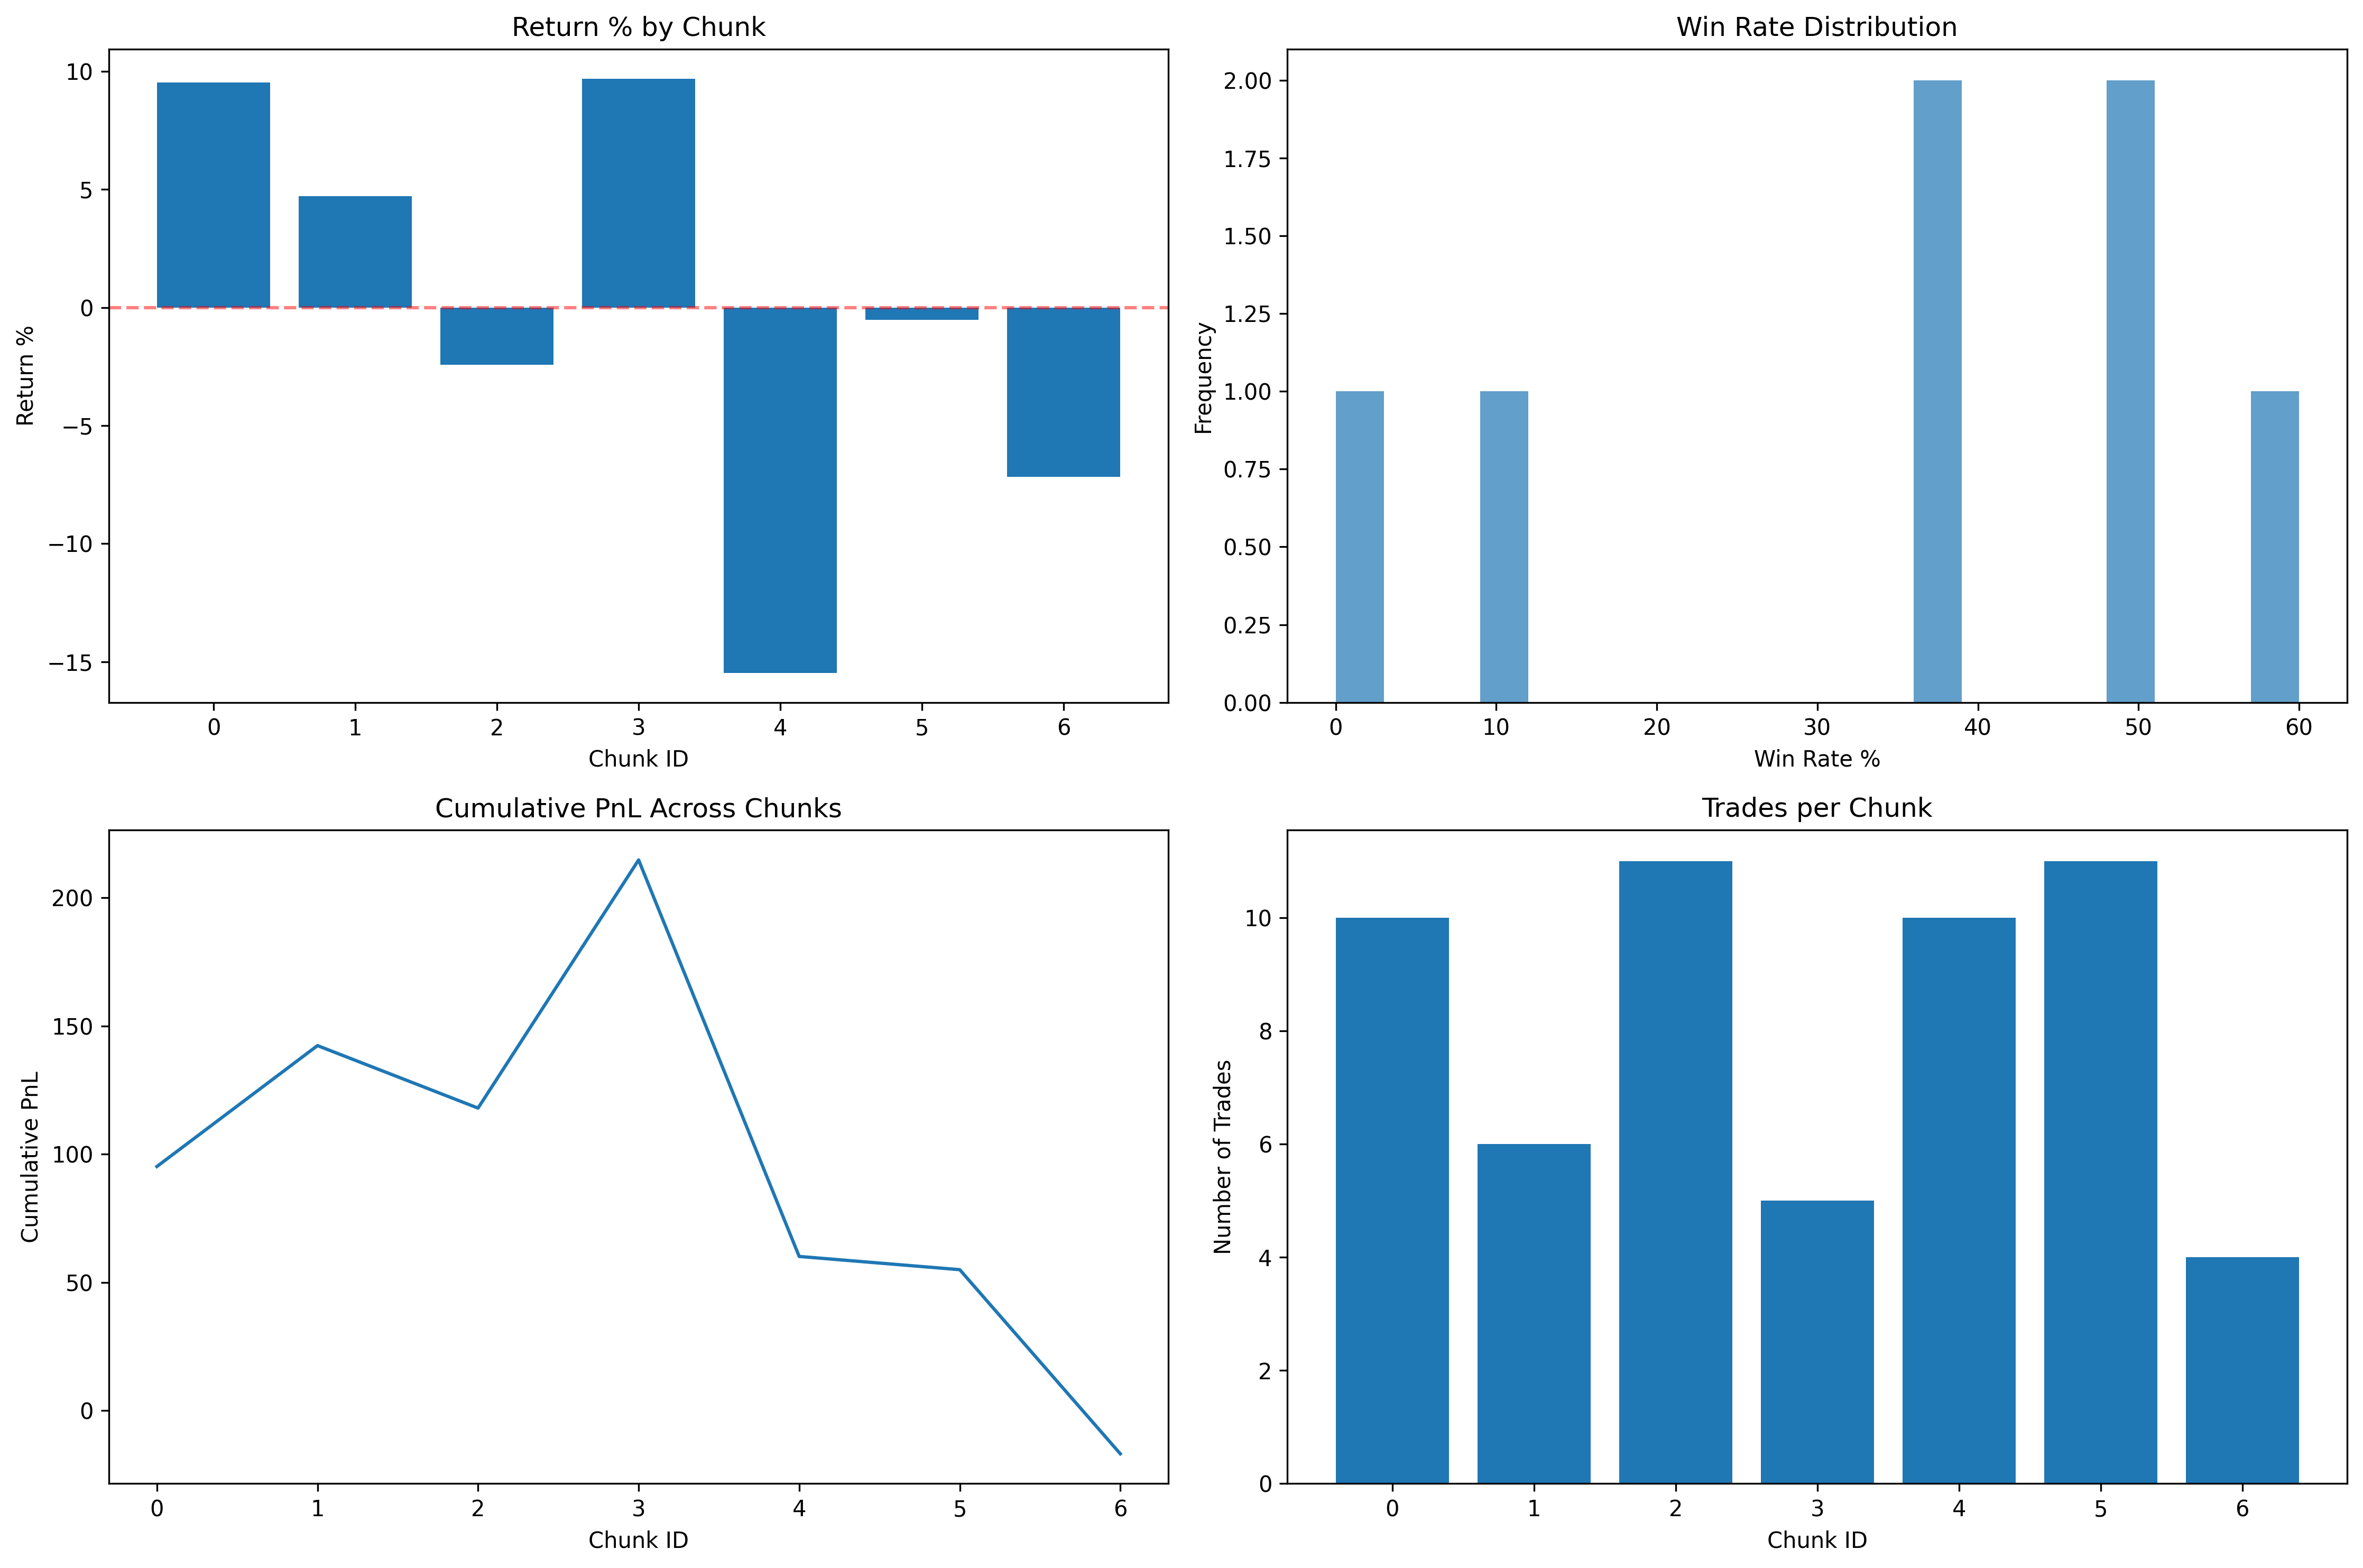 Return % by Chunk
10
5
0
−5
−10
−15
Return %
0 1 2 3 4 5 6
Chunk ID
Win Rate Distribution
2.00
1.75
1.50
1.25
1.00
0.75
0.50
0.25
0.00
Frequency
0 10 20 30 40 50 60
Win Rate %
Cumulative PnL Across Chunks
200
150
100
50
0
Cumulative PnL
0 1 2 3 4 5 6
Chunk ID
Trades per Chunk
10
8
6
4
2
0
Number of Trades
0 1 2 3 4 5 6
Chunk ID